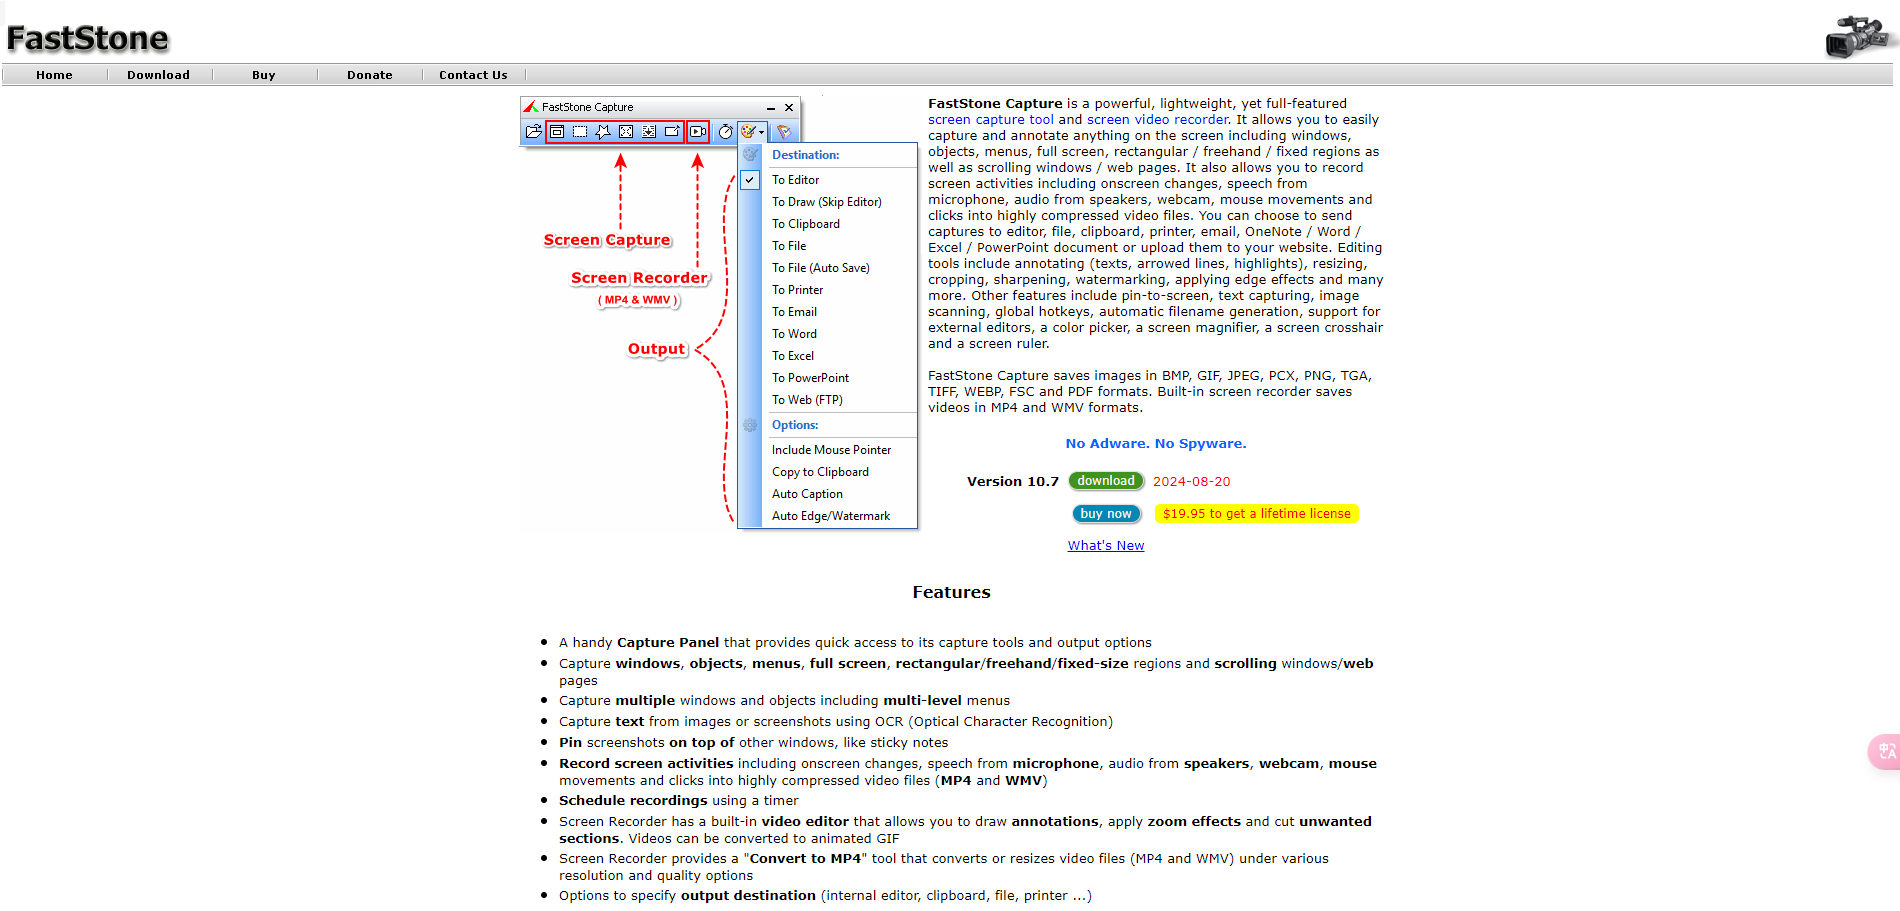 FastStone
Home Download Buy Donate Contact Us
FastStone Capture
Destination:
To Editor
To Draw (Skip Editor)
To Clipboard
To File
To File (Auto Save)
To Printer
To Email
To Word
To Excel
To PowerPoint
To Web (FTP)
Options:
Include Mouse Pointer
Copy to Clipboard
Auto Caption
Auto Edge/Watermark
Screen Capture
Screen Recorder
( MP4 & WMV )
Output
FastStone Capture is a powerful, lightweight, yet full-featured
screen capture tool and screen video recorder. It allows you to easily
capture and annotate anything on the screen including windows,
objects, menus, full screen, rectangular / freehand / fixed regions as
well as scrolling windows / web pages. It also allows you to record
screen activities including onscreen changes, speech from
microphone, audio from speakers, webcam, mouse movements and
clicks into highly compressed video files. You can choose to send
captures to editor, file, clipboard, printer, email, OneNote / Word /
Excel / PowerPoint document or upload them to your website. Editing
tools include annotating (texts, arrowed lines, highlights), resizing,
cropping, sharpening, watermarking, applying edge effects and many
more. Other features include pin-to-screen, text capturing, image
scanning, global hotkeys, automatic filename generation, support for
external editors, a color picker, a screen magnifier, a screen crosshair
and a screen ruler.
FastStone Capture saves images in BMP, GIF, JPEG, PCX, PNG, TGA,
TIFF, WEBP, FSC and PDF formats. Built-in screen recorder saves
videos in MP4 and WMV formats.
No Adware. No Spyware.
Version 10.7 download 2024-08-20
buy now $19.95 to get a lifetime license
What's New
Features
• A handy Capture Panel that provides quick access to its capture tools and output options
• Capture windows, objects, menus, full screen, rectangular/freehand/fixed-size regions and scrolling windows/web
pages
• Capture multiple windows and objects including multi-level menus
• Capture text from images or screenshots using OCR (Optical Character Recognition)
• Pin screenshots on top of other windows, like sticky notes
• Record screen activities including onscreen changes, speech from microphone, audio from speakers, webcam, mouse
movements and clicks into highly compressed video files (MP4 and WMV)
• Schedule recordings using a timer
• Screen Recorder has a built-in video editor that allows you to draw annotations, apply zoom effects and cut unwanted
sections. Videos can be converted to animated GIF
• Screen Recorder provides a "Convert to MP4" tool that converts or resizes video files (MP4 and WMV) under various
resolution and quality options
• Options to specify output destination (internal editor, clipboard, file, printer ...)
中A